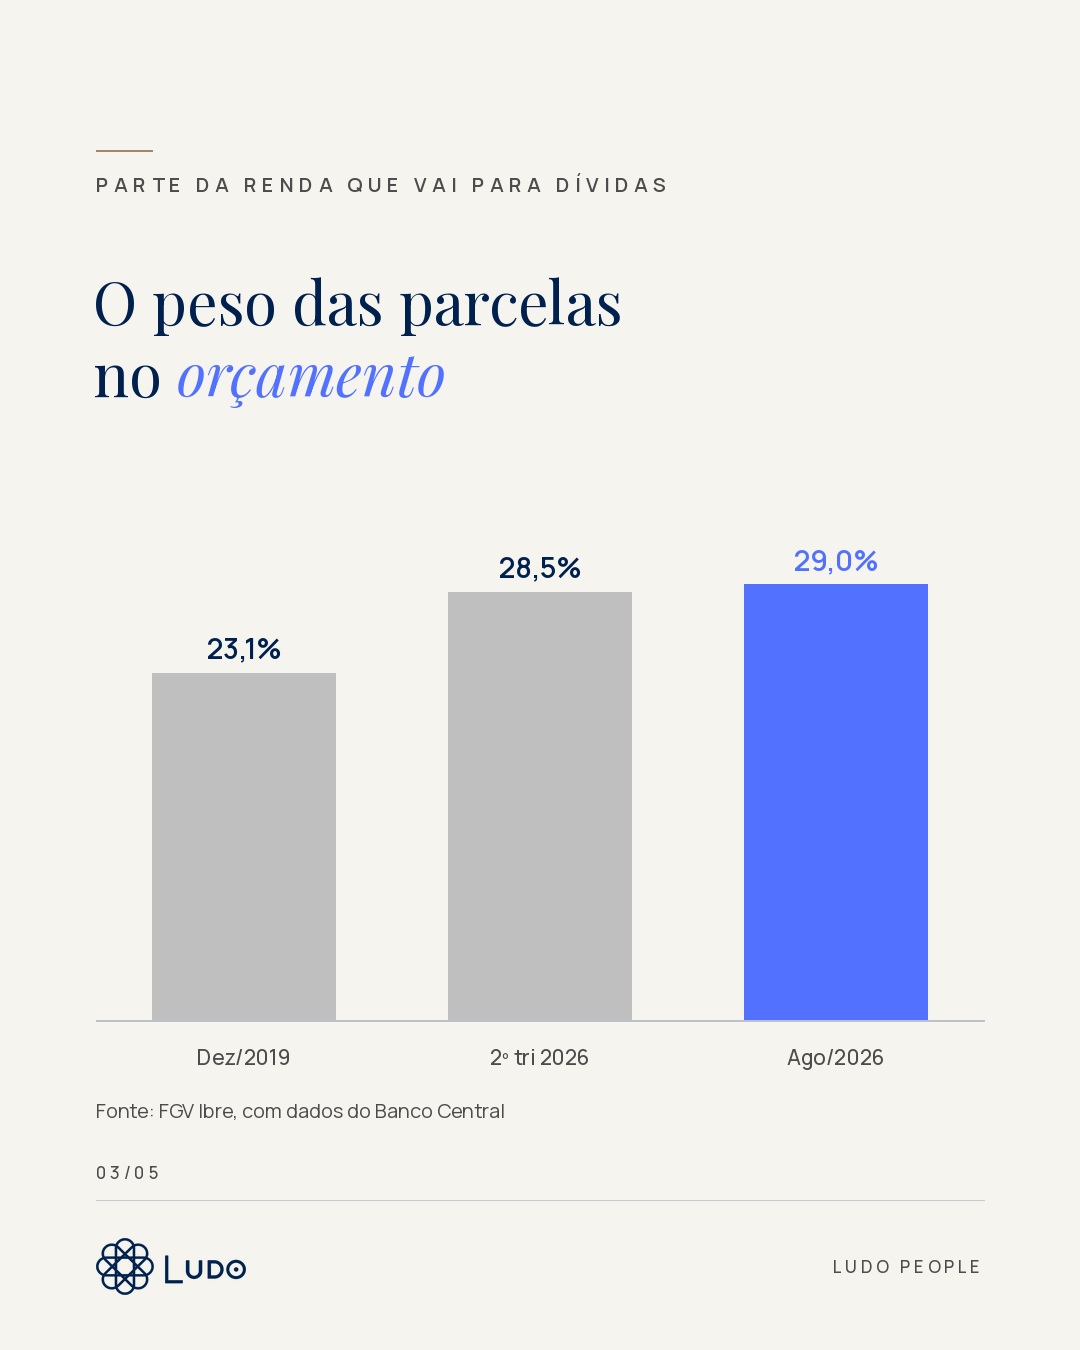 PARTE DA RENDA QUE VAI PARA DÍVIDAS
O peso das parcelas
no orçamento
23,1%
28,5%
29,0%
Dez/2019
2º tri 2026
Ago/2026
Fonte: FGV Ibre, com dados do Banco Central
03/05
LUDO
LUDO PEOPLE